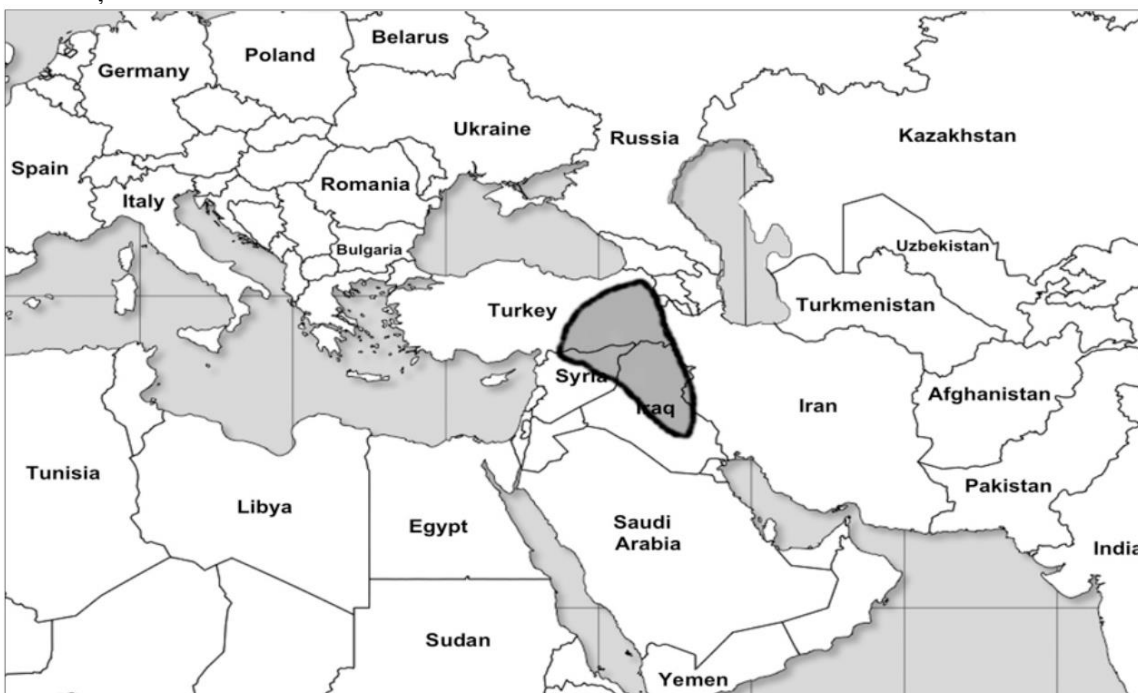 Belarus
Poland
Germany
Ukraine
Russia
Kazakhstan
Spain
Romania
Italy
Bulgaria
Uzbekistan
Turkey
Turkmenistan
Syria
Afghanistan
Iraq
Iran
Tunisia
Pakistan
Libya
Egypt
Saudi
Arabia
India
Sudan
Yemen